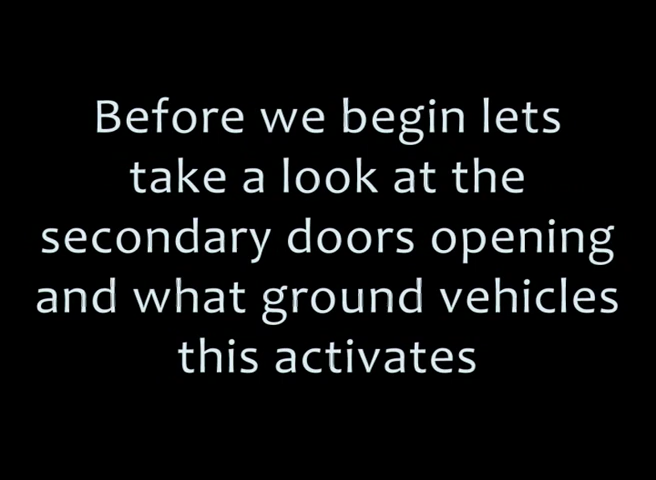 Before we begin lets
take a look at the
secondary doors opening
and what ground vehicles
this activates